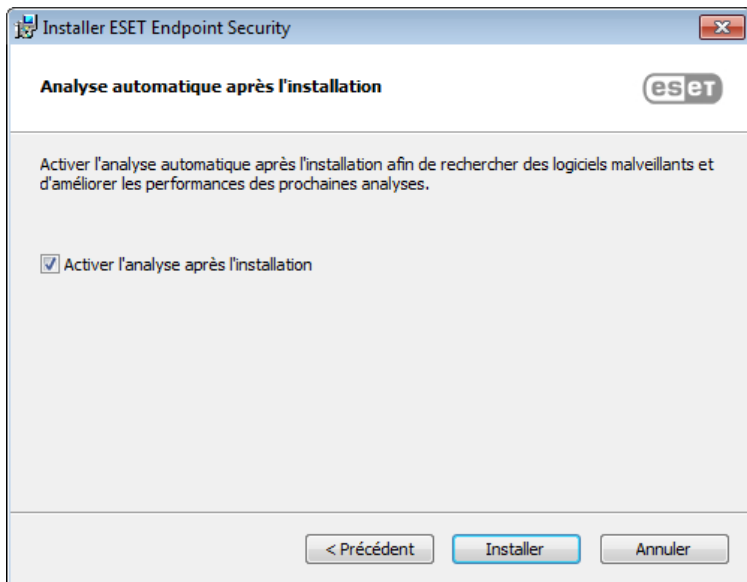 Installer ESET Endpoint Security
Analyse automatique après l'installation
eseT
Activer l'analyse automatique après l'installation afin de rechercher des logiciels malveillants et
d'améliorer les performances des prochaines analyses.
Activer l'analyse après l'installation
< Précédent
Installer
Annuler